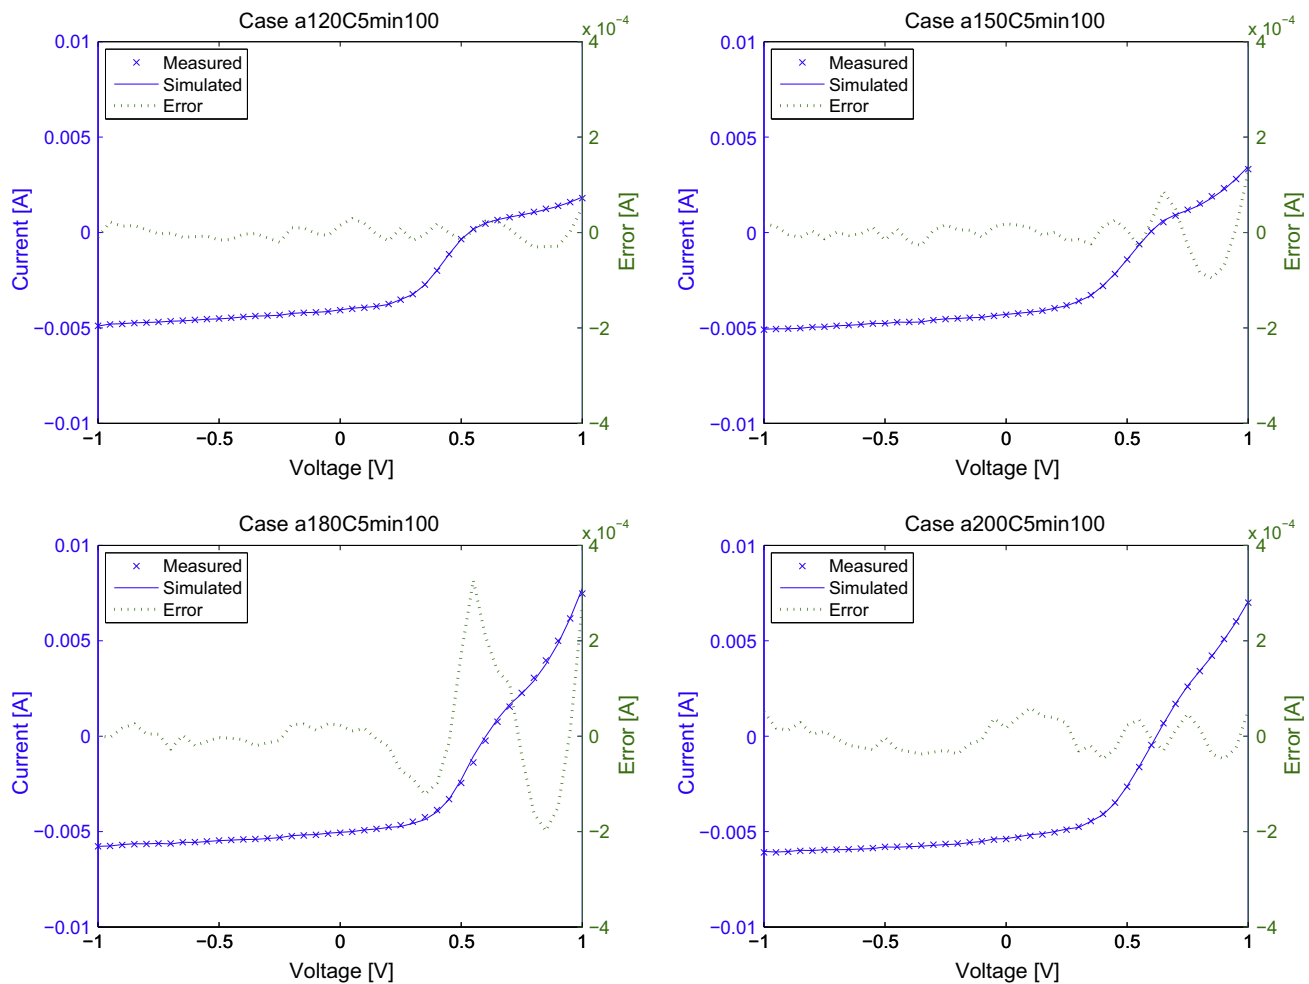 Case a120C5min100
x 10⁻⁴
0.01
0.005
0
−0.005
−0.01
Current [A]
Measured
Simulated
Error
4
2
0
−2
−4
Error [A]
−1
−0.5
0
0.5
1
Voltage [V]
Case a150C5min100
x 10⁻⁴
0.01
0.005
0
−0.005
−0.01
Current [A]
Measured
Simulated
Error
4
2
0
−2
−4
Error [A]
−1
−0.5
0
0.5
1
Voltage [V]
Case a180C5min100
x 10⁻⁴
0.01
0.005
0
−0.005
−0.01
Current [A]
Measured
Simulated
Error
4
2
0
−2
−4
Error [A]
−1
−0.5
0
0.5
1
Voltage [V]
Case a200C5min100
x 10⁻⁴
0.01
0.005
0
−0.005
−0.01
Current [A]
Measured
Simulated
Error
4
2
0
−2
−4
Error [A]
−1
−0.5
0
0.5
1
Voltage [V]